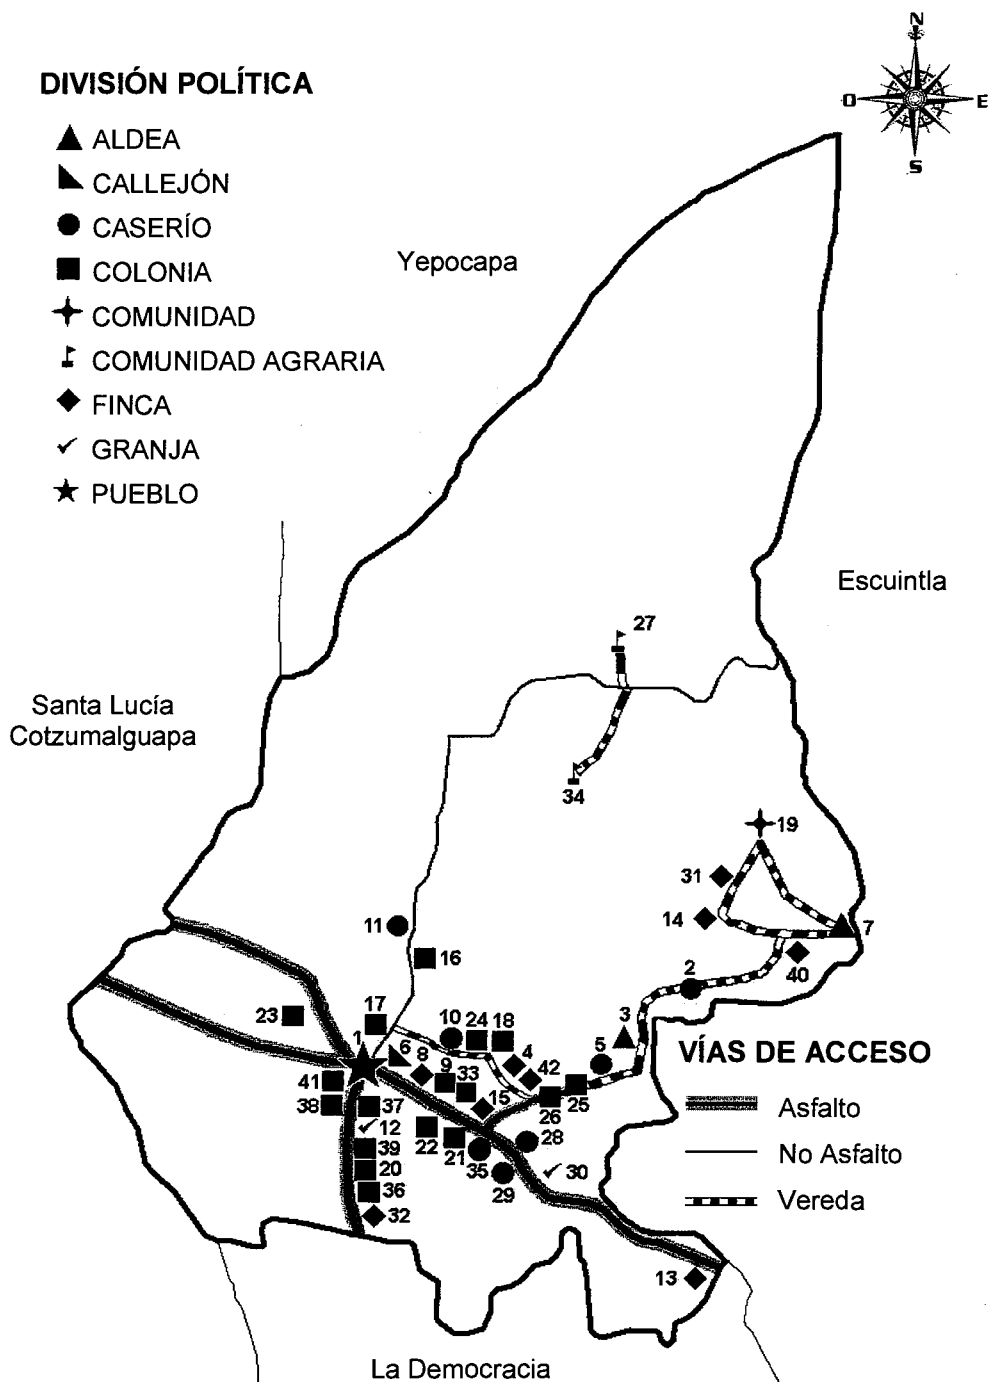 N
O
E
S
DIVISIÓN POLÍTICA
ALDEA
CALLEJÓN
CASERÍO
COLONIA
COMUNIDAD
COMUNIDAD AGRARIA
FINCA
GRANJA
PUEBLO
Yepocapa
Escuintla
Santa Lucía
Cotzumalguapa
27
34
19
31
14
7
40
11
16
2
23
17
10
24
18
3
1
6
8
4
42
5
9
33
41
38
37
15
26
25
12
22
21
28
39
35
20
29
30
36
32
13
VÍAS DE ACCESO
Asfalto
No Asfalto
Vereda
La Democracia